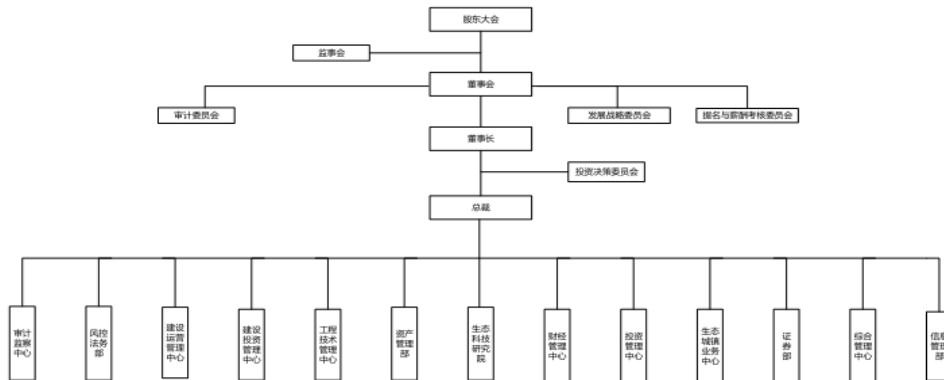 股东大会
监事会
董事会
审计委员会
发展战略委员会
提名与薪酬考核委员会
董事长
投资决策委员会
总裁
审计
监察
中心
风控
法务
部
建设
运营
管理
中心
建设
投资
管理
中心
工程
技术
管理
中心
资产
管理
部
生态
科技
研究
院
财经
管理
中心
投资
管理
中心
生态
城镇
业务
中心
证
券
部
综合
管理
中心
信息
管理
部